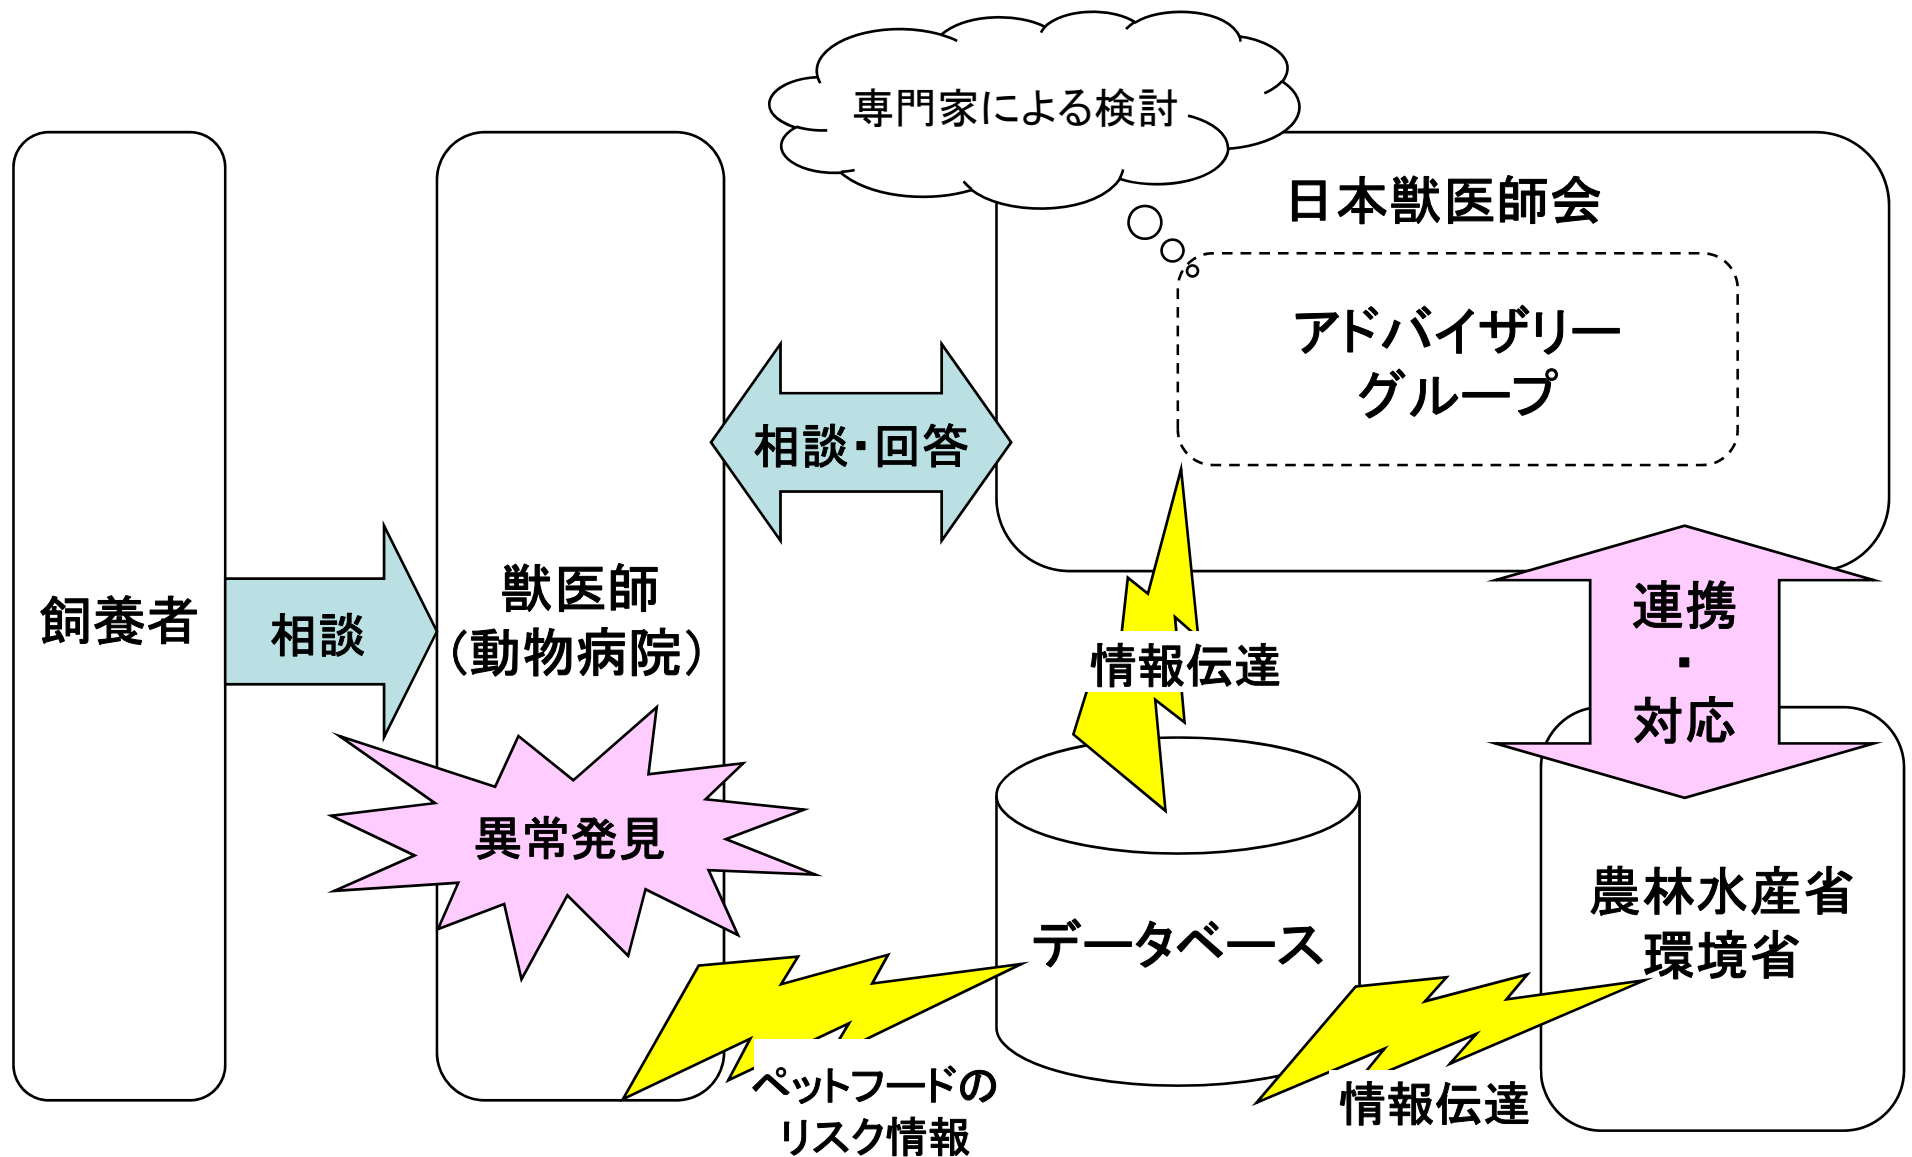 専門家による検討
日本獣医師会
アドバイザリー
グループ
相談・回答
飼養者
相談
獣医師
（動物病院）
異常発見
情報伝達
連携
・
対応
データベース
農林水産省
環境省
ペットフードの
リスク情報
情報伝達